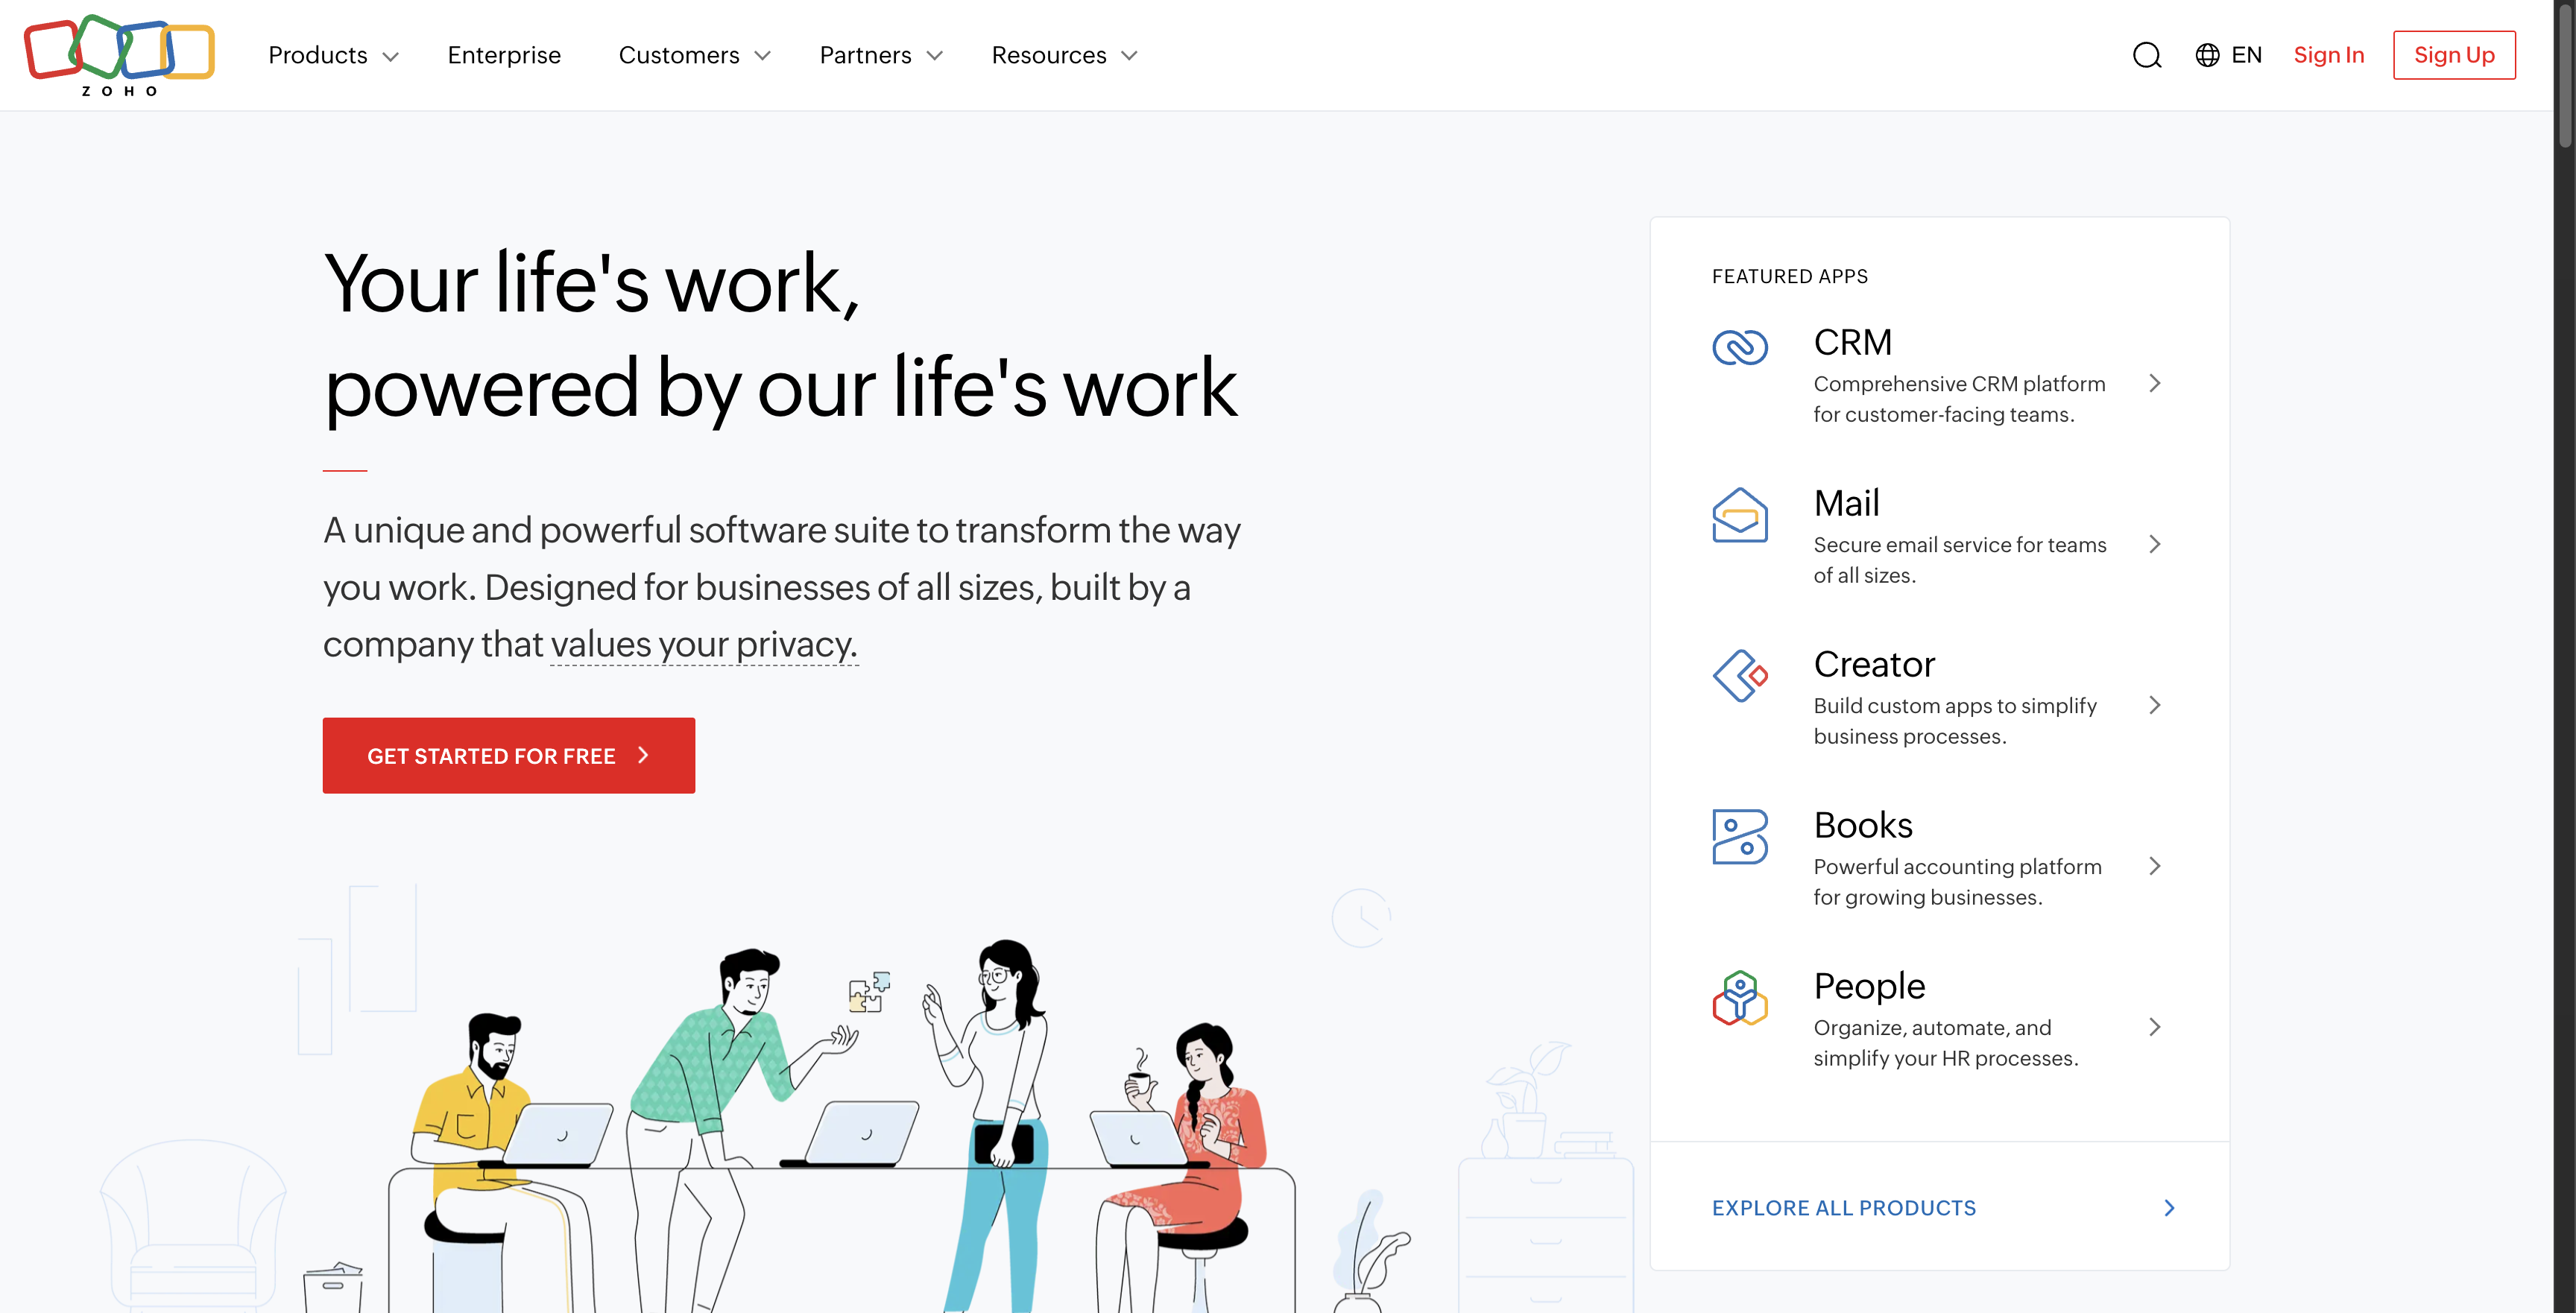 ZOHO
Products
Enterprise
Customers
Partners
Resources
EN
Sign In
Sign Up
Your life's work,
powered by our life's work
A unique and powerful software suite to transform the way
you work. Designed for businesses of all sizes, built by a
company that values your privacy.
GET STARTED FOR FREE
FEATURED APPS
CRM
Comprehensive CRM platform
for customer-facing teams.
Mail
Secure email service for teams
of all sizes.
Creator
Build custom apps to simplify
business processes.
Books
Powerful accounting platform
for growing businesses.
People
Organize, automate, and
simplify your HR processes.
EXPLORE ALL PRODUCTS